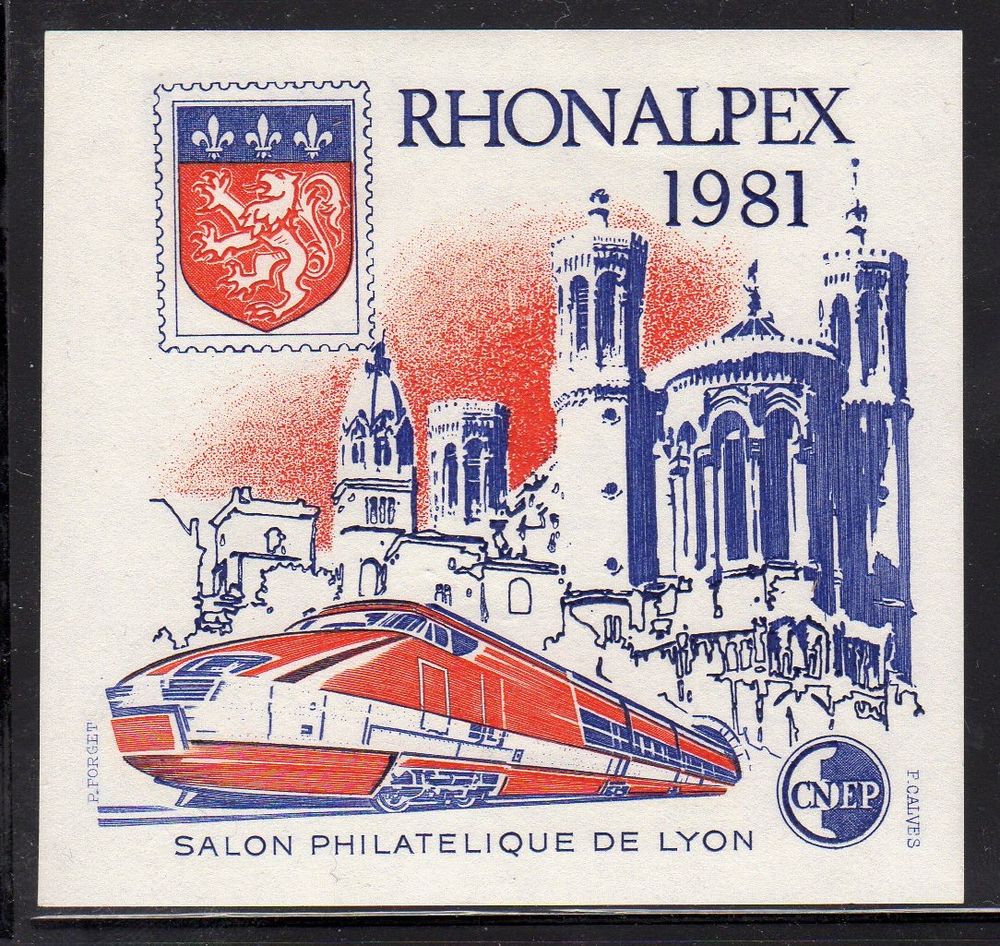 RHONALPEX
1981
P. FORGET
CNEP
P. CALVES
SALON PHILATELIQUE DE LYON